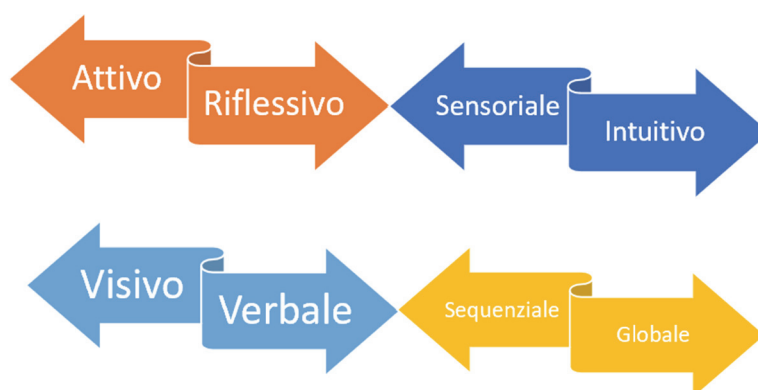 Attivo
Riflessivo
Sensoriale
Intuitivo
Visivo
Verbale
Sequenziale
Globale